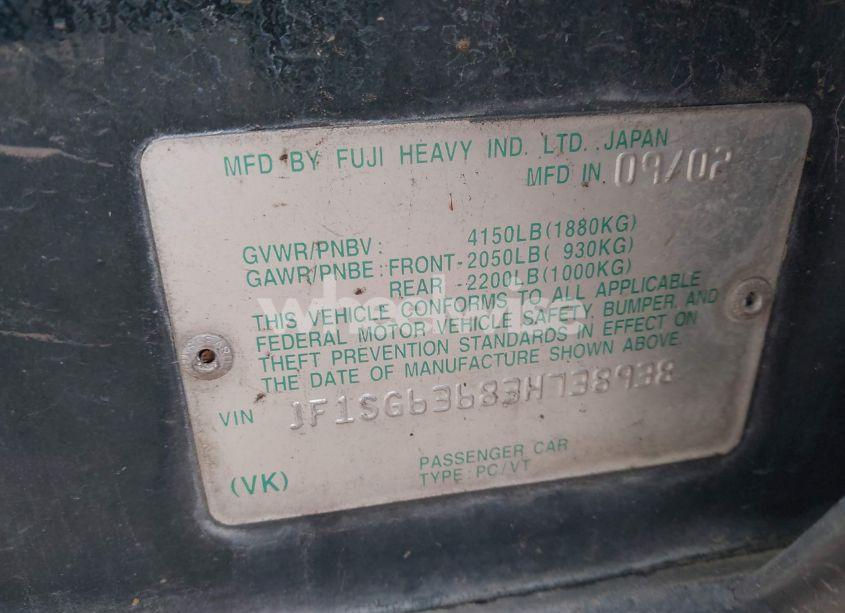 MFD BY FUJI HEAVY IND. LTD. JAPAN
MFD IN 09/02
GVWR/PNBV : 4150LB(1880KG)
GAWR/PNBE : FRONT-2050LB( 930KG)
REAR -2200LB(1000KG)
THIS VEHICLE CONFORMS TO ALL APPLICABLE
FEDERAL MOTOR VEHICLE SAFETY BUMPER, AND
THEFT PREVENTION STANDARDS IN EFFECT ON
THE DATE OF MANUFACTURE SHOWN ABOVE.
VIN
PASSENGER CAR
(VK) TYPE: PC/VT